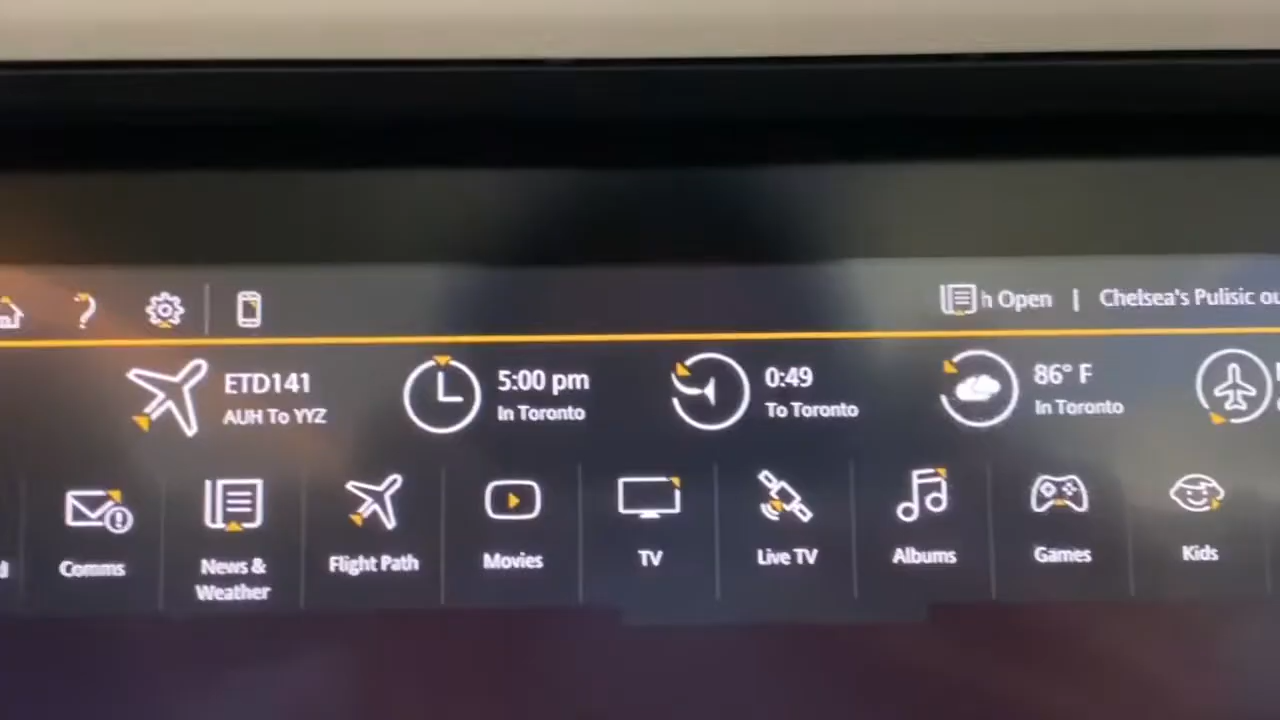 h Open | Chelsea's Pulisic
ETD141
AUH To YYZ
5:00 pm
In Toronto
0:49
To Toronto
86° F
In Toronto
Comms
News &
Weather
Flight Path
Movies
TV
Live TV
Albums
Games
Kids